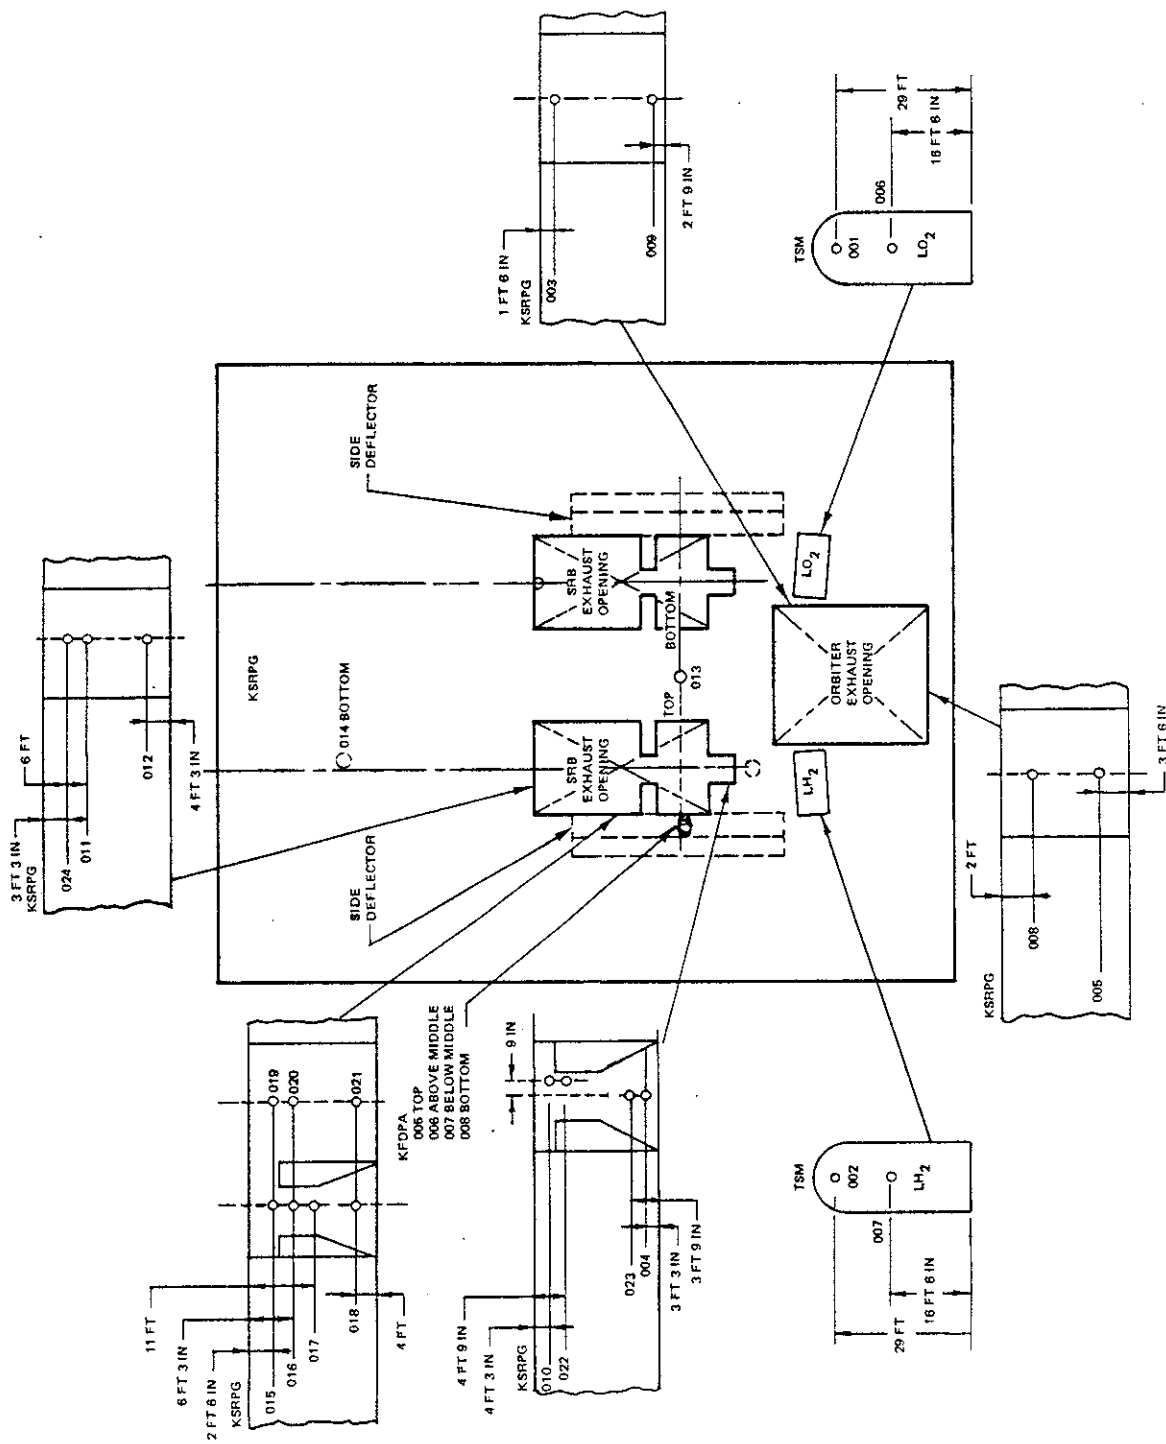 3 FT 3 IN
6 FT
KSRPG
024
011
012
4 FT 3 IN
1 FT 6 IN
KSRPG
003
009
2 FT 9 IN
TSM
001
006
LO2
29 FT
16 FT 6 IN
SIDE
DEFLECTOR
KSRPG
014 BOTTOM
SRB
EXHAUST
OPENING
SRB
EXHAUST
OPENING
TOP
BOTTOM
013
LO2
LH2
ORBITER
EXHAUST
OPENING
SIDE
DEFLECTOR
11 FT
6 FT 3 IN
2 FT 6 IN
KSRPG
015
016
017
018
019
020
021
4 FT
KFDPA
005 TOP
006 ABOVE MIDDLE
007 BELOW MIDDLE
008 BOTTOM
9 IN
4 FT 9 IN
4 FT 3 IN
KSRPG
010
022
023
004
3 FT 3 IN
3 FT 9 IN
TSM
002
007
LH2
29 FT
16 FT 6 IN
KSRPG
2 FT
008
005
3 FT 6 IN